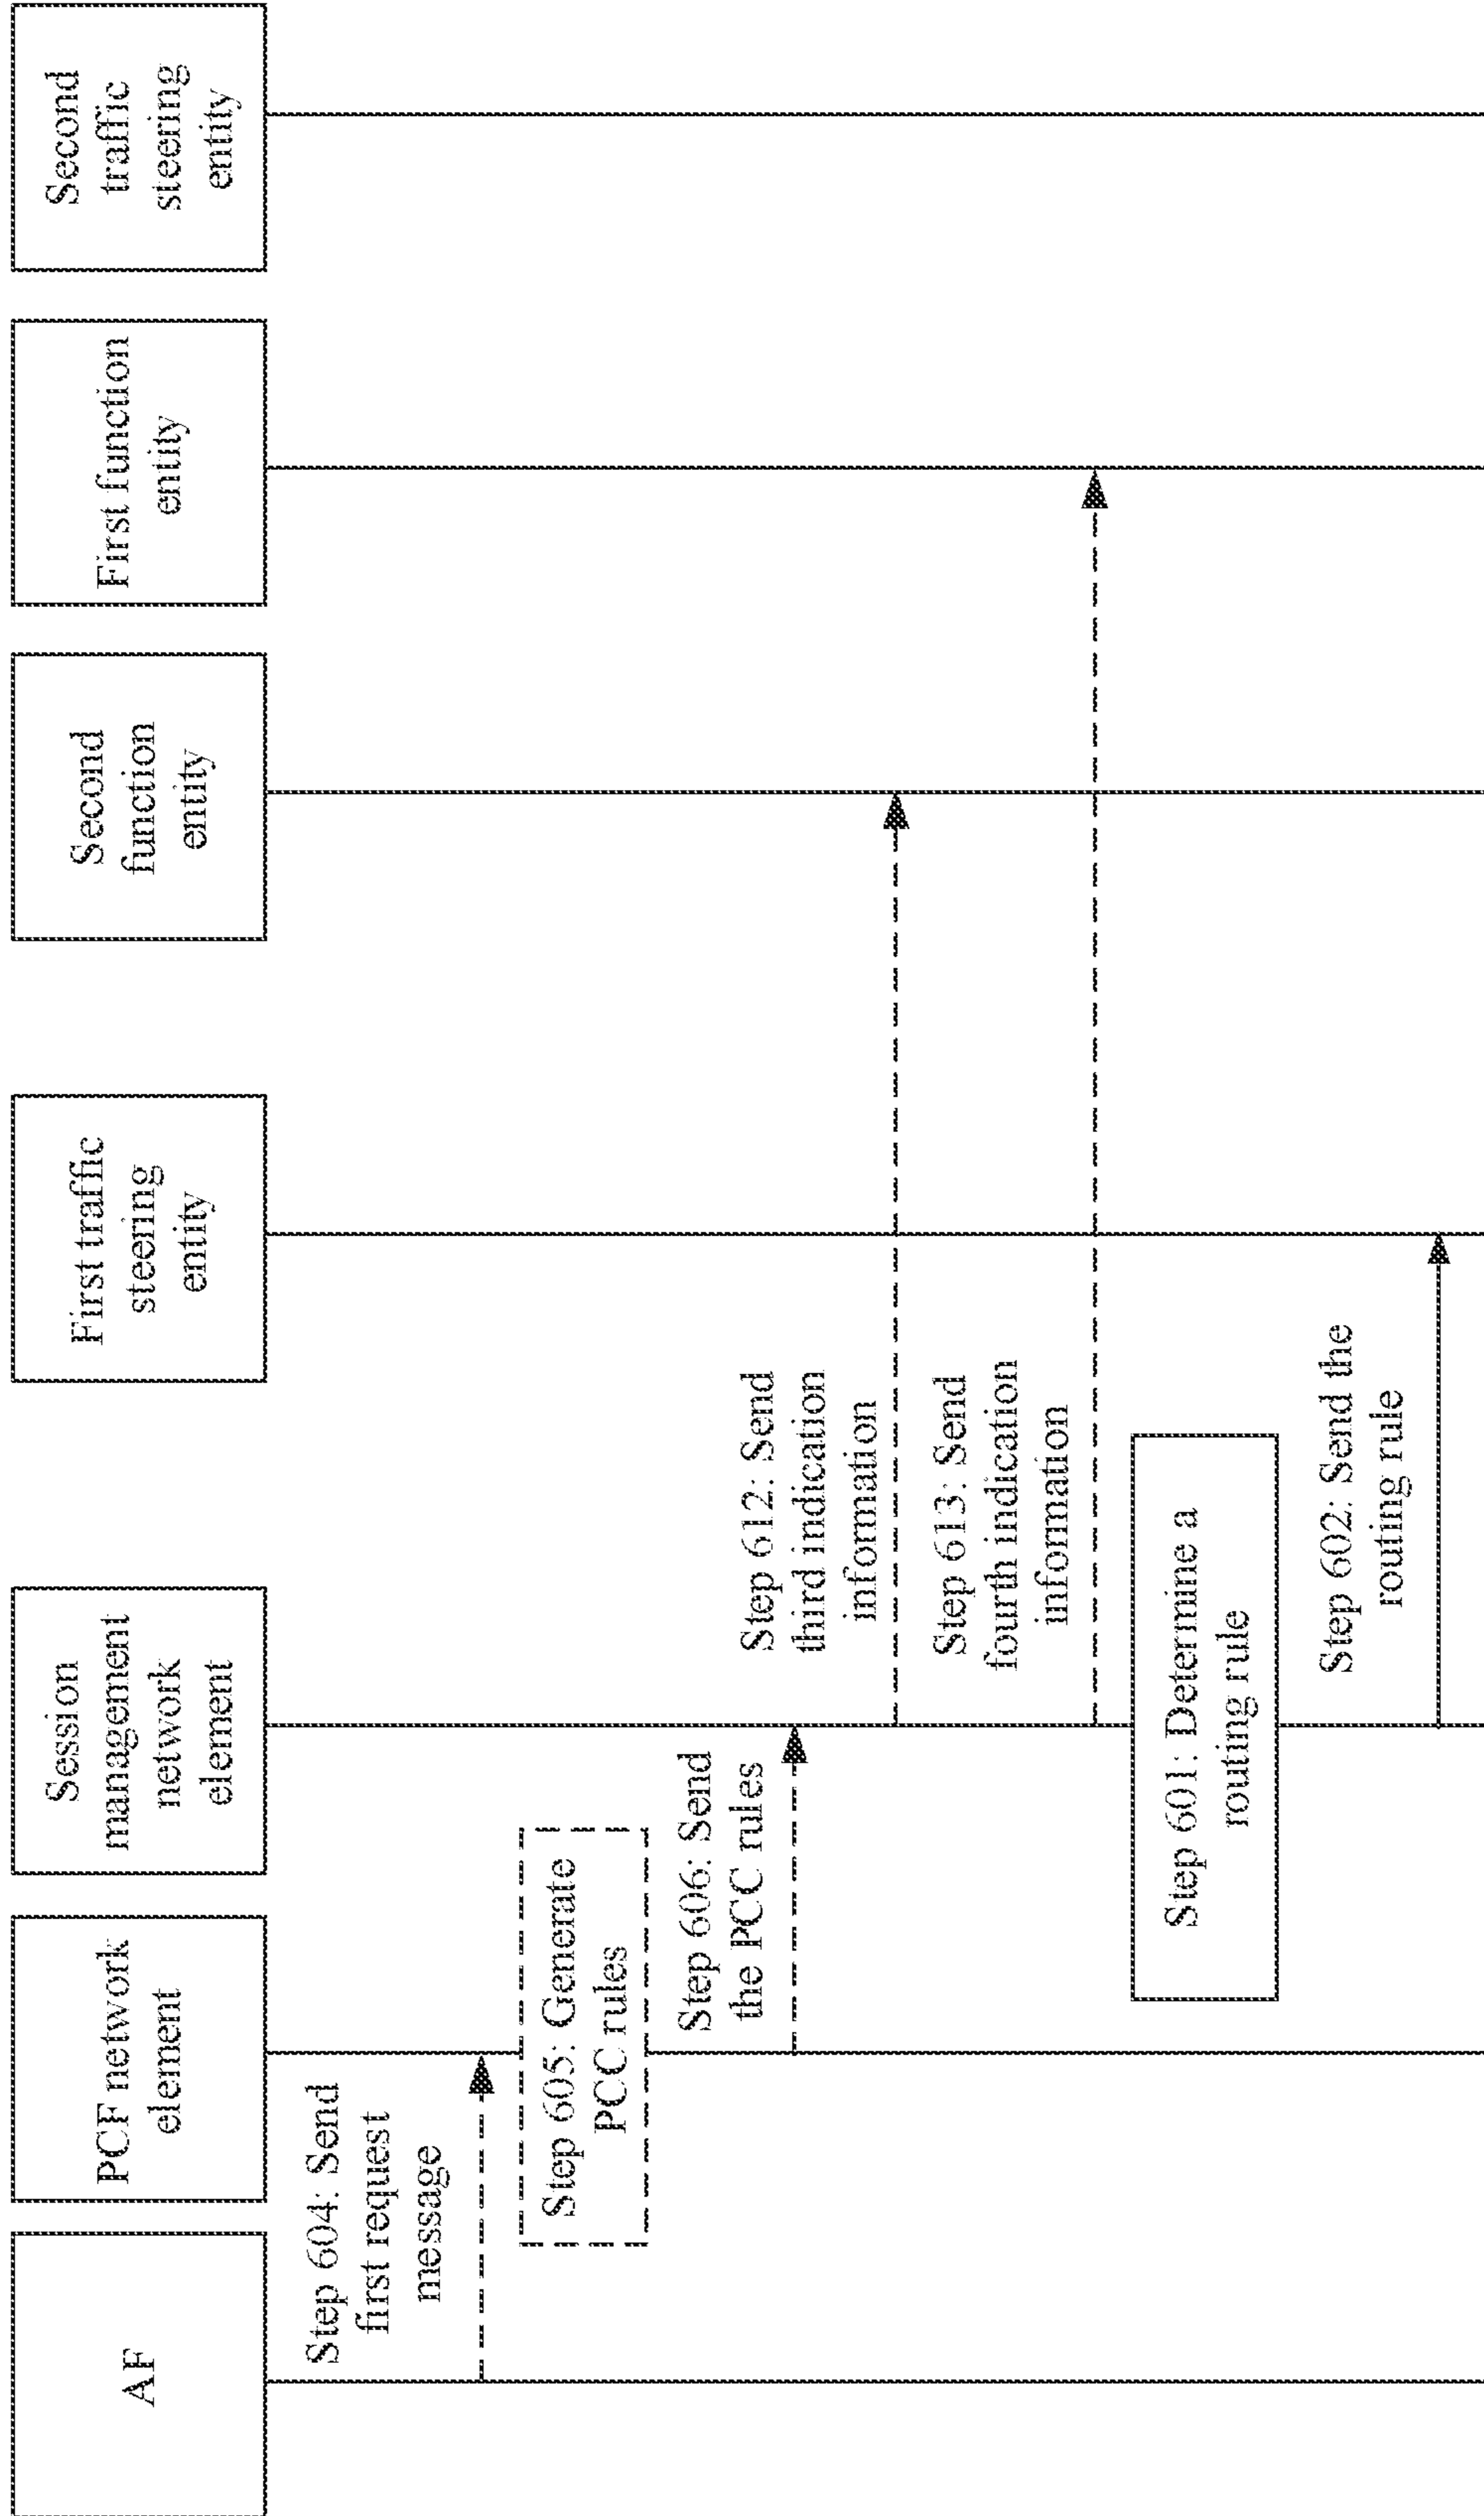 AF
PCF network
element
Session
management
network
element
First traffic
steering
entity
Second
function
entity
First function
entity
Second
traffic
steering
entity
Step 604: Send
first request
message
Step 605: Generate
PCC rules
Step 606: Send
the PCC rules
Step 612: Send
third indication
information
Step 613: Send
fourth indication
information
Step 601: Determine a
routing rule
Step 602: Send the
routing rule